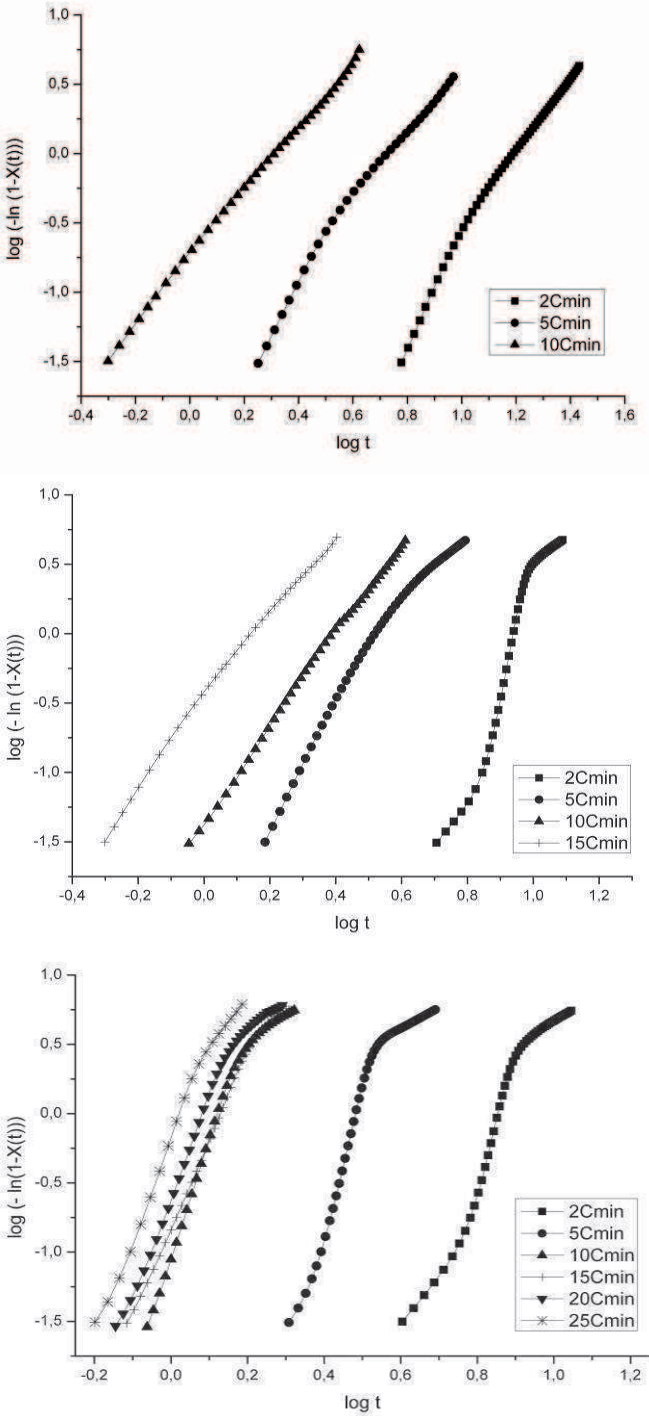 1,0
0,5
0,0
-0,5
-1,0
-1,5
log (-ln (1-X(t)))
2Cmin
5Cmin
10Cmin
-0,4 -0,2 0,0 0,2 0,4 0,6 0,8 1,0 1,2 1,4 1,6
log t
1,0
0,5
0,0
-0,5
-1,0
-1,5
log (- ln (1-X(t)))
2Cmin
5Cmin
10Cmin
15Cmin
-0,4 -0,2 0,0 0,2 0,4 0,6 0,8 1,0 1,2
log t
1,0
0,5
0,0
-0,5
-1,0
-1,5
log (- ln(1-X(t)))
2Cmin
5Cmin
10Cmin
15Cmin
20Cmin
25Cmin
-0,2 0,0 0,2 0,4 0,6 0,8 1,0 1,2
log t